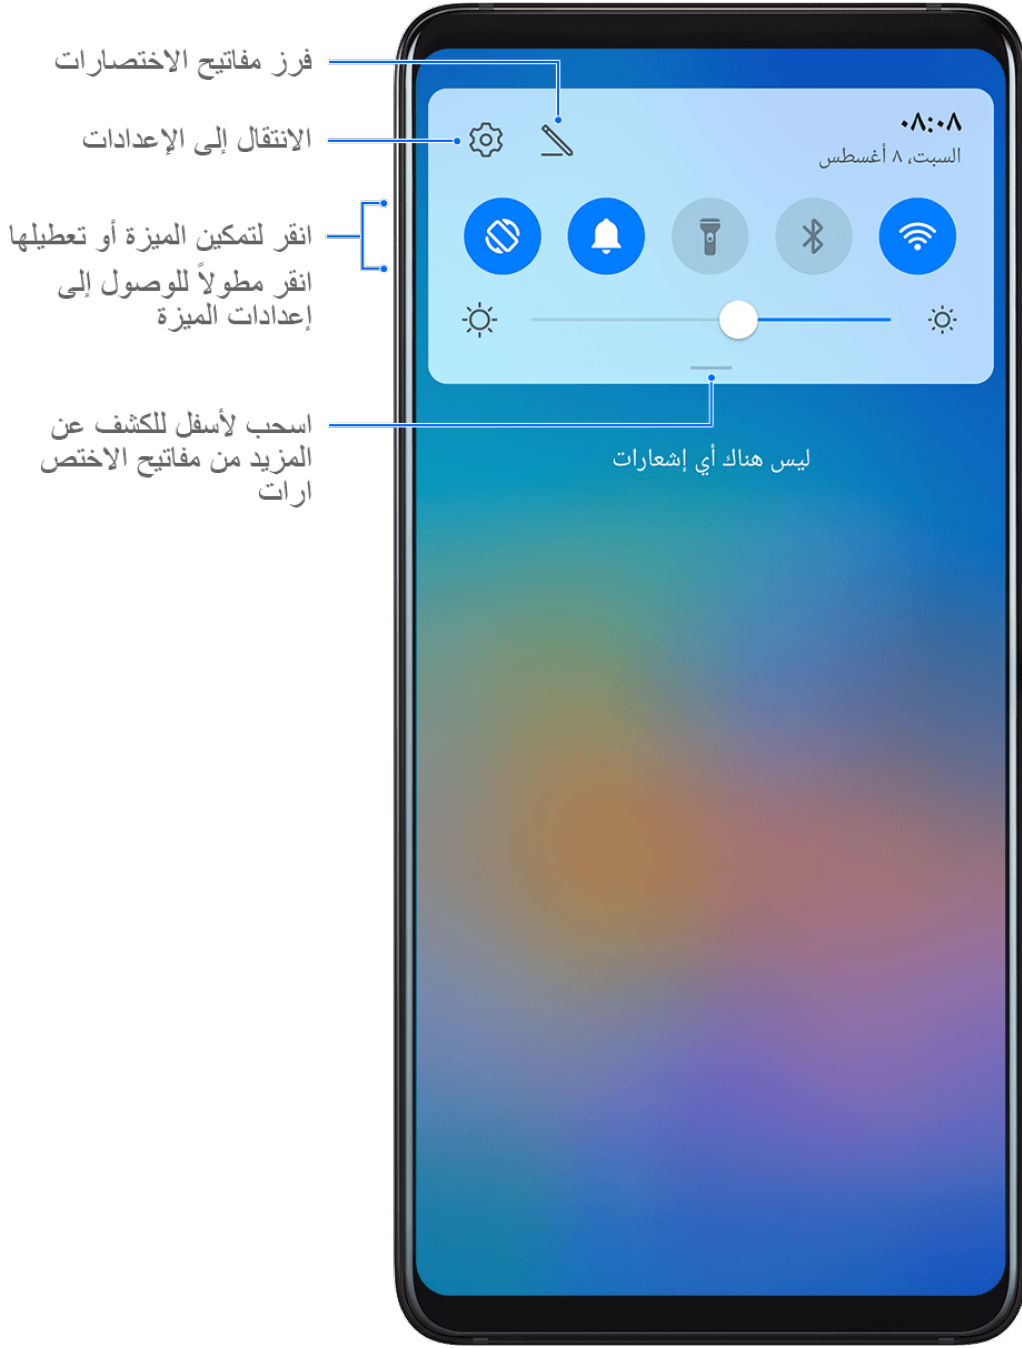 فرز مفاتيح الاختصارات
الانتقال إلى الإعدادات
انقر لتمكين الميزة أو تعطيلها
انقر مطولاً للوصول إلى
إعدادات الميزة
اسحب لأسفل للكشف عن
المزيد من مفاتيح الاختص
ارات
٠٨:٠٨
السبت، ٨ أغسطس
ليس هناك أي إشعارات